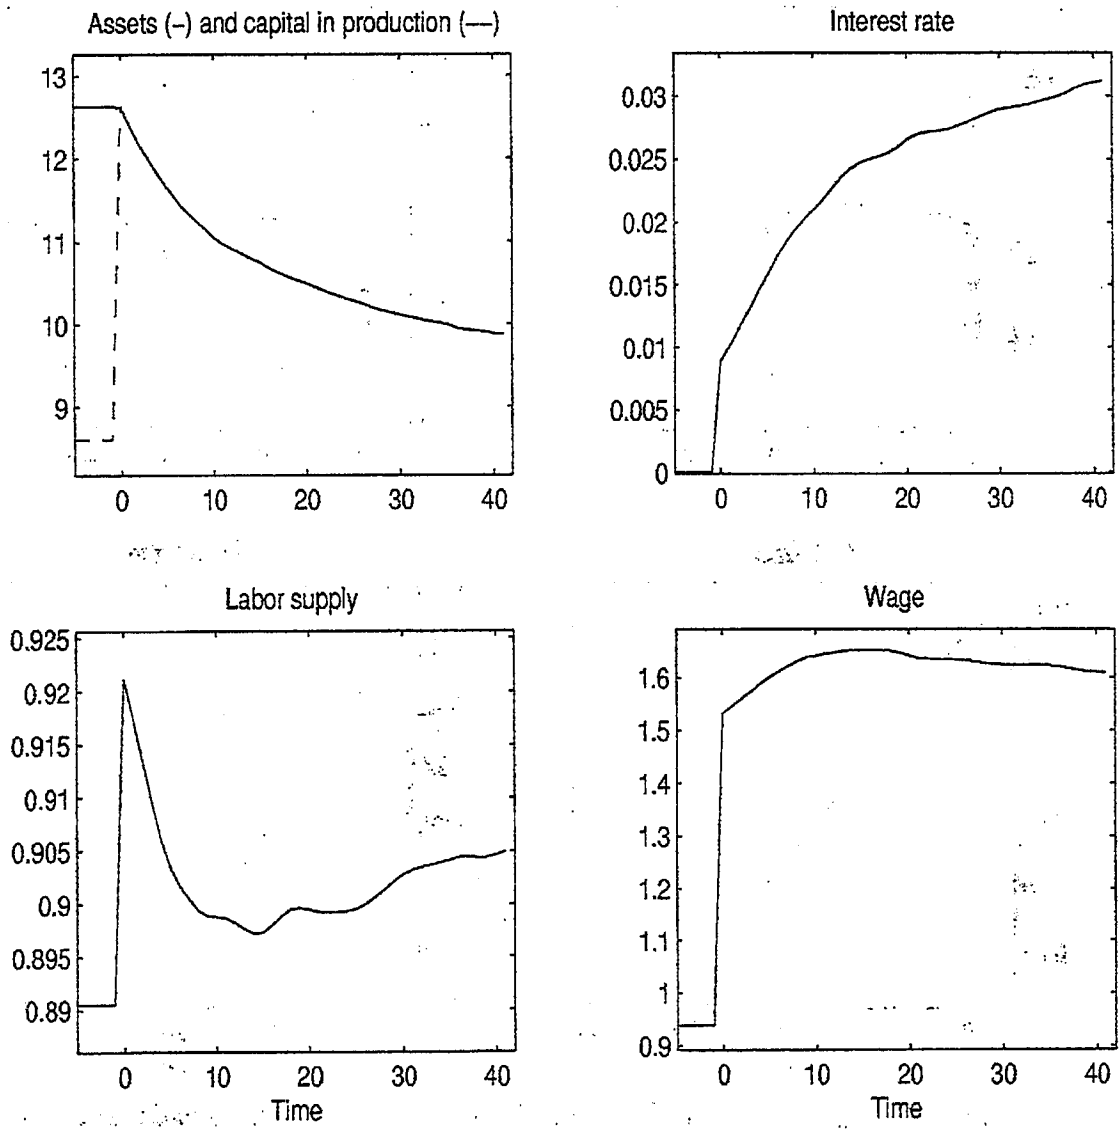 Assets (–) and capital in production (––)
13
12
11
10
9
0 10 20 30 40
Interest rate
0.03
0.025
0.02
0.015
0.01
0.005
0
0 10 20 30 40
Labor supply
0.925
0.92
0.915
0.91
0.905
0.9
0.895
0.89
0 10 20 30 40
Time
Wage
1.6
1.5
1.4
1.3
1.2
1.1
1
0.9
0 10 20 30 40
Time